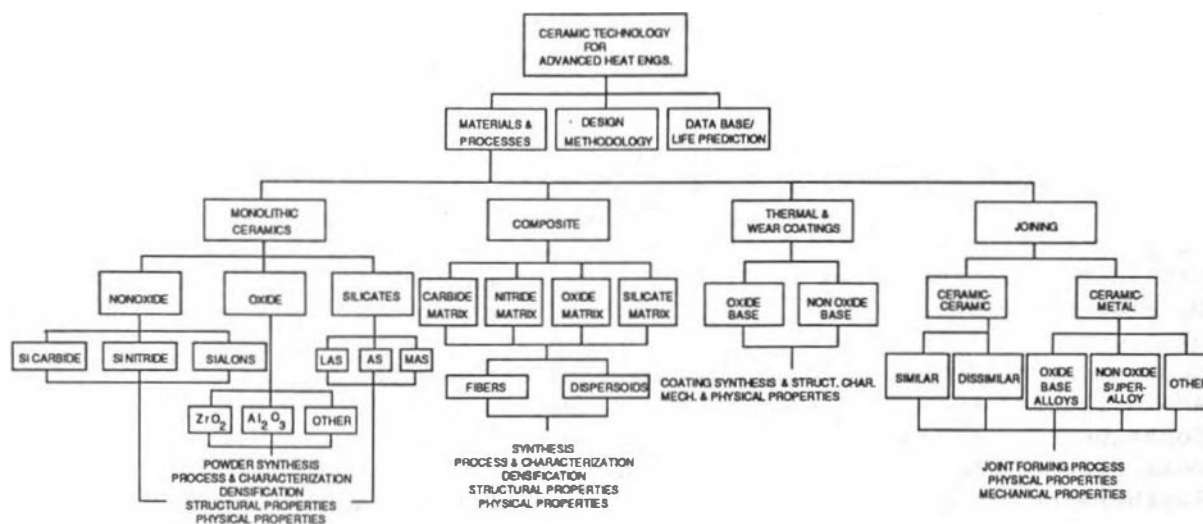 CERAMIC TECHNOLOGY
FOR
ADVANCED HEAT ENGS.
MATERIALS &
PROCESSES
DESIGN
METHODOLOGY
DATA BASE/
LIFE PREDICTION
MONOLITHIC
CERAMICS
COMPOSITE
THERMAL &
WEAR COATINGS
JOINING
NONOXIDE
OXIDE
SILICATES
CARBIDE
MATRIX
NITRIDE
MATRIX
OXIDE
MATRIX
SILICATE
MATRIX
OXIDE
BASE
NON OXIDE
BASE
CERAMIC-
CERAMIC
CERAMIC-
METAL
SI CARBIDE
SI NITRIDE
SIALONS
LAS
AS
MAS
FIBERS
DISPERSOIDS
COATING SYNTHESIS & STRUCT. CHAR.
MECH. & PHYSICAL PROPERTIES
SIMILAR
DISSIMILAR
OXIDE
BASE
ALLOYS
NON OXIDE
SUPER-
ALLOY
OTHER
ZrO2
Al2O3
OTHER
POWDER SYNTHESIS
PROCESS & CHARACTERIZATION
DENSIFICATION
STRUCTURAL PROPERTIES
PHYSICAL PROPERTIES
SYNTHESIS
PROCESS & CHARACTERIZATION
DENSIFICATION
STRUCTURAL PROPERTIES
PHYSICAL PROPERTIES
JOINT FORMING PROCESS
PHYSICAL PROPERTIES
MECHANICAL PROPERTIES